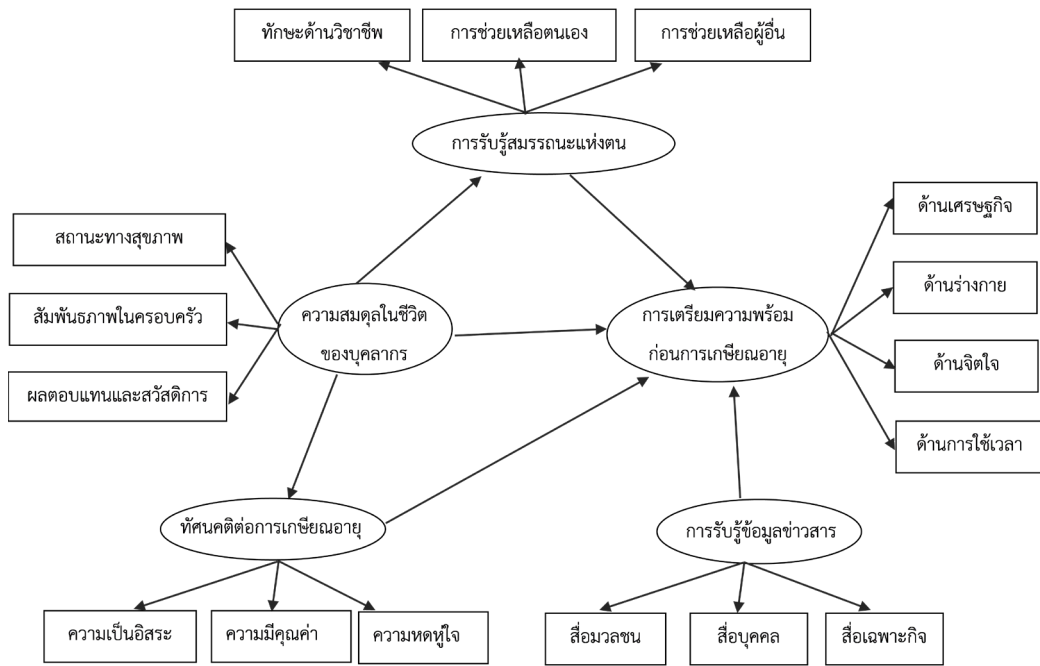 ทักษะด้านวิชาชีพ
การช่วยเหลือตนเอง
การช่วยเหลือผู้อื่น
การรับรู้สมรรถนะแห่งตน
สถานะทางสุขภาพ
สัมพันธภาพในครอบครัว
ผลตอบแทนและสวัสดิการ
ความสมดุลในชีวิต
ของบุคลากร
การเตรียมความพร้อม
ก่อนการเกษียณอายุ
ด้านเศรษฐกิจ
ด้านร่างกาย
ด้านจิตใจ
ด้านการใช้เวลา
ทัศนคติต่อการเกษียณอายุ
การรับรู้ข้อมูลข่าวสาร
ความเป็นอิสระ
ความมีคุณค่า
ความหดหู่ใจ
สื่อมวลชน
สื่อบุคคล
สื่อเฉพาะกิจ